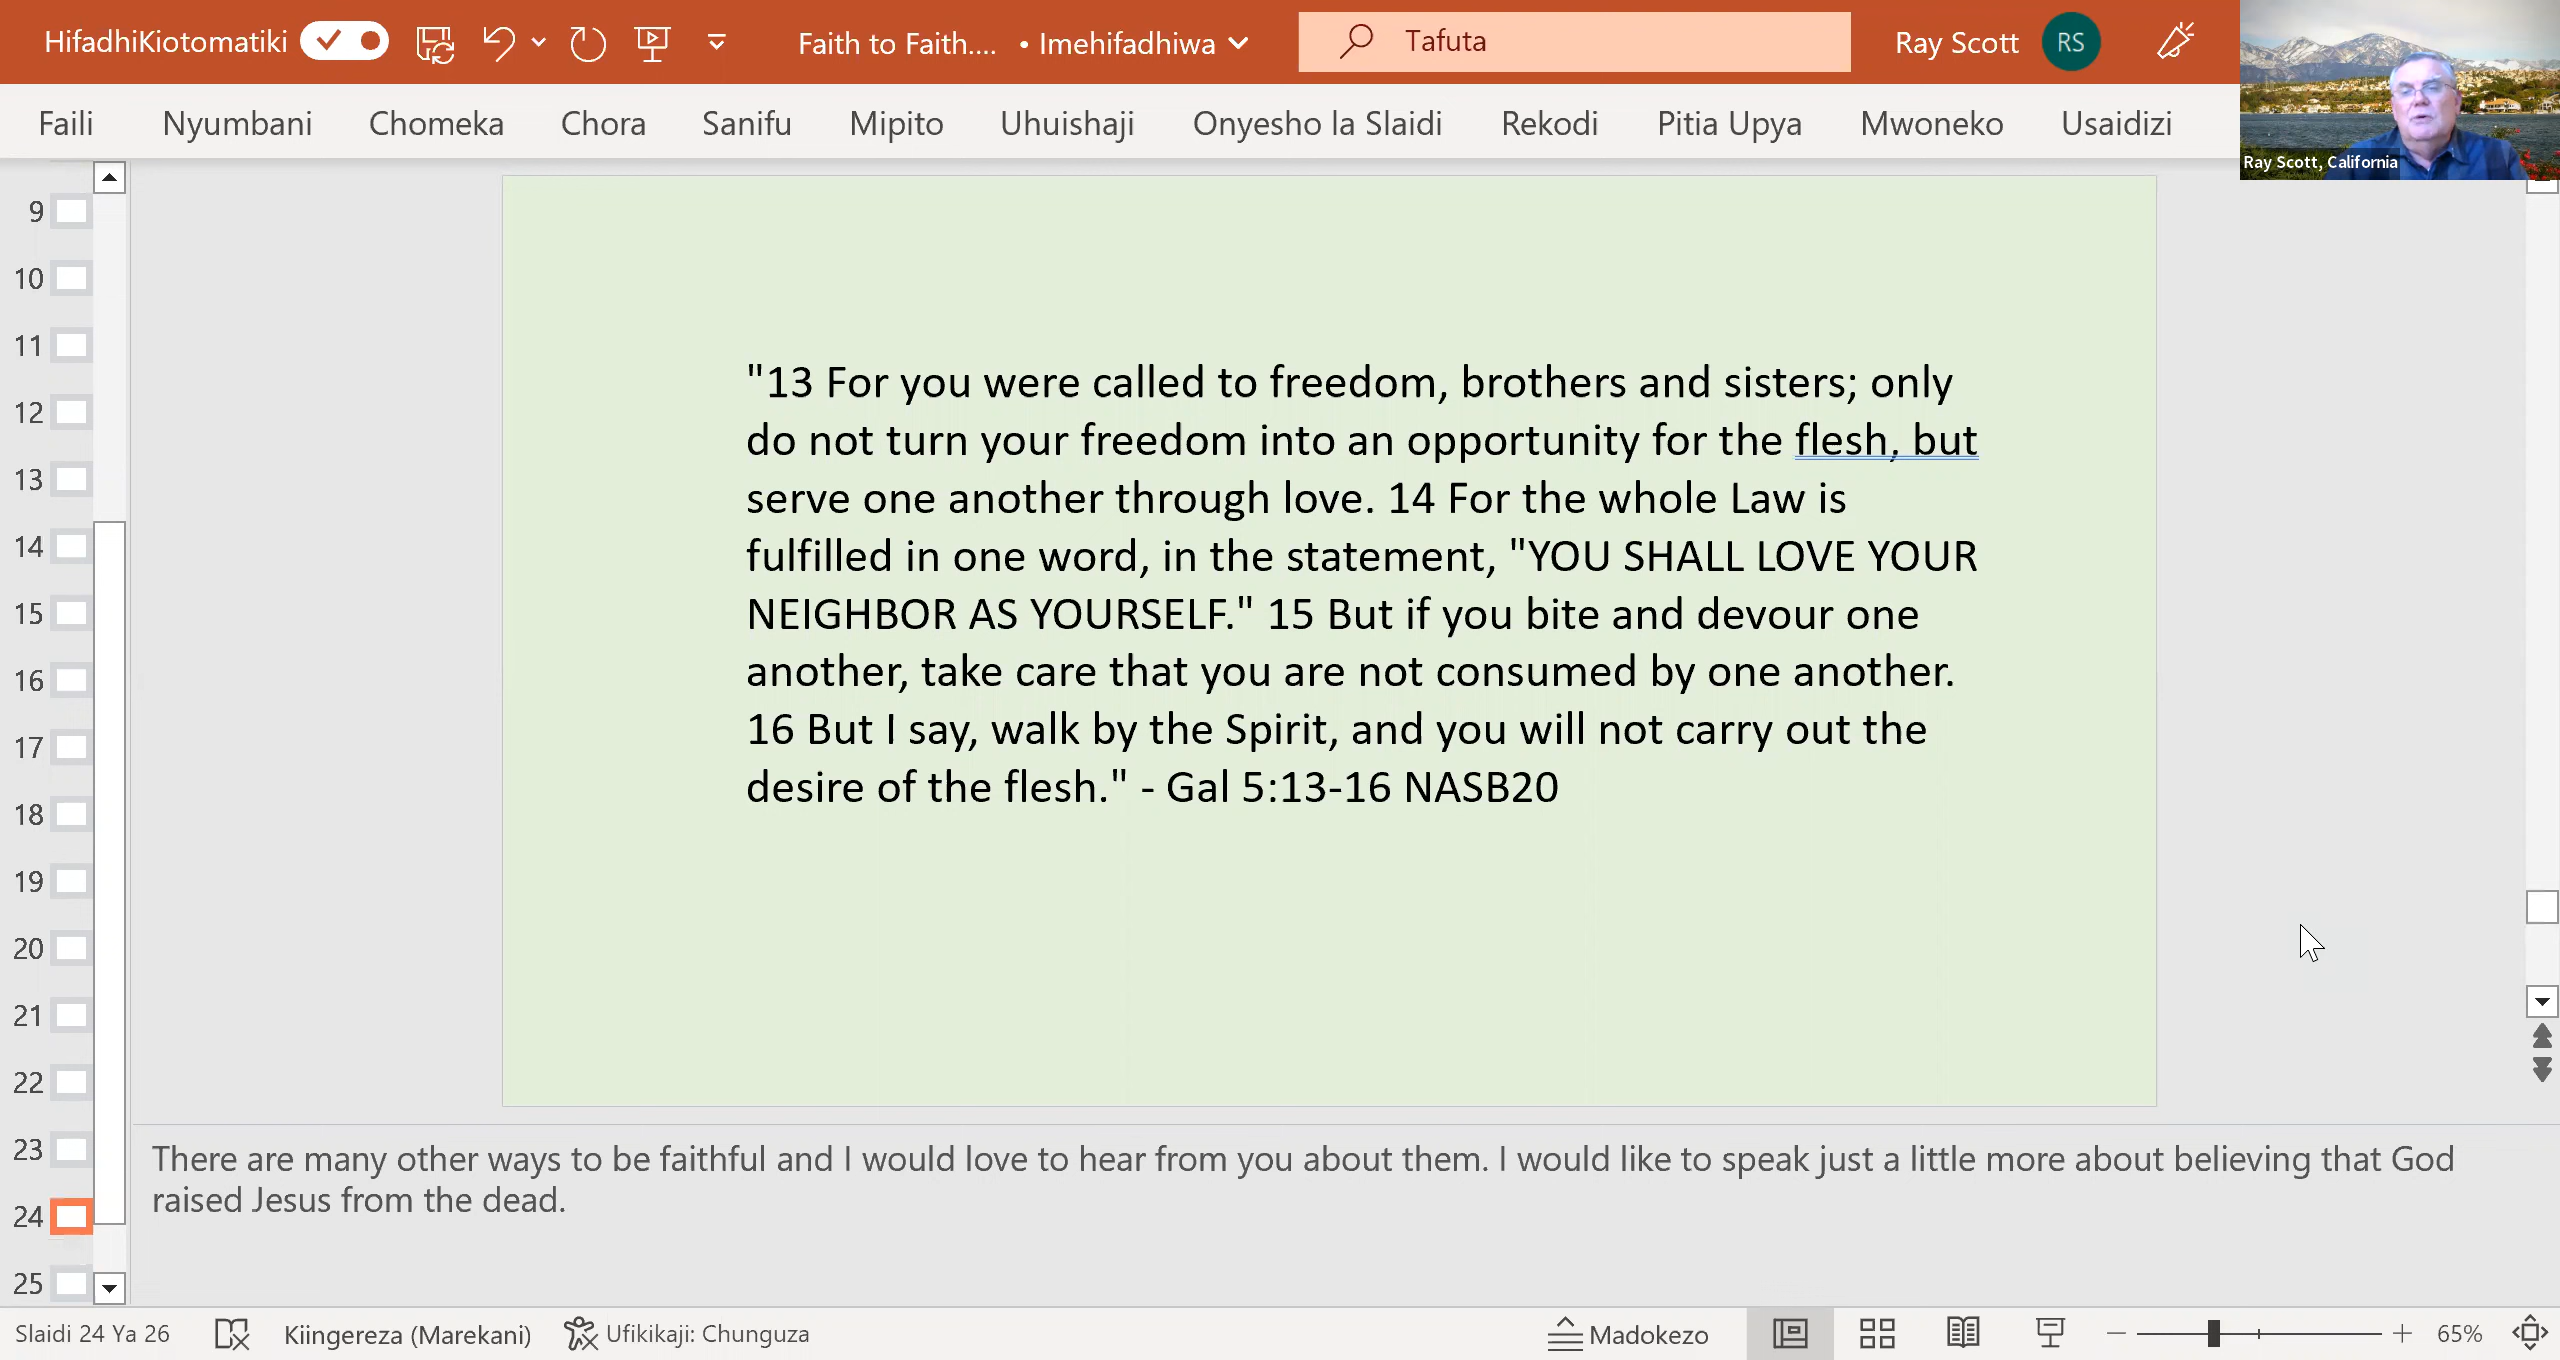 HifadhiKiotomatiki
Faith to Faith.... • Imehifadhiwa
Tafuta
Ray Scott
RS
Faili Nyumbani Chomeka Chora Sanifu Mipito Uhuishaji Onyesho la Slaidi Rekodi Pitia Upya Mwoneko Usaidizi
Ray Scott, California
9
10
11
12
13
14
15
16
17
18
19
20
21
22
23
24
25
"13 For you were called to freedom, brothers and sisters; only
do not turn your freedom into an opportunity for the flesh, but
serve one another through love. 14 For the whole Law is
fulfilled in one word, in the statement, "YOU SHALL LOVE YOUR
NEIGHBOR AS YOURSELF." 15 But if you bite and devour one
another, take care that you are not consumed by one another.
16 But I say, walk by the Spirit, and you will not carry out the
desire of the flesh." - Gal 5:13-16 NASB20
There are many other ways to be faithful and I would love to hear from you about them. I would like to speak just a little more about believing that God
raised Jesus from the dead.
Slaidi 24 Ya 26
Kiingereza (Marekani)
Ufikikaji: Chunguza
Madokezo
65%